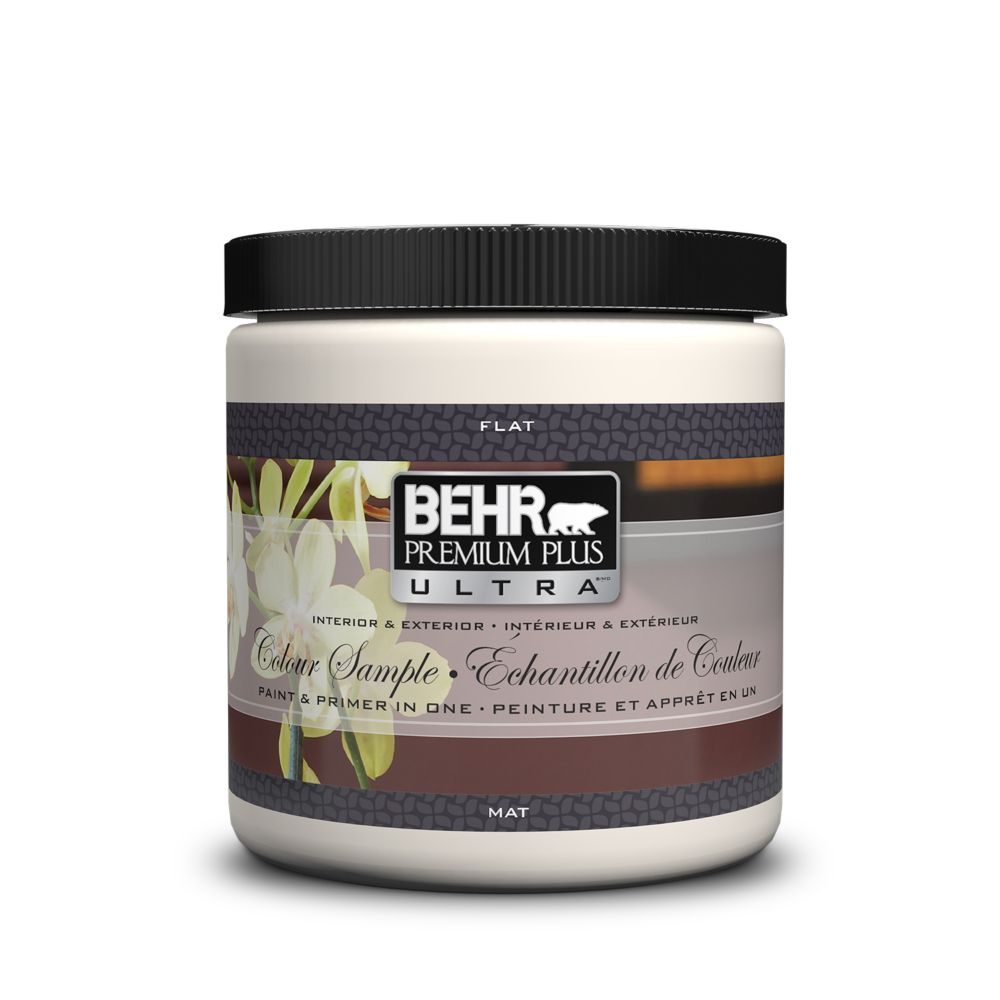 FLAT
BEHR
PREMIUM PLUS
ULTRA
INTERIOR & EXTERIOR • INTÉRIEUR & EXTÉRIEUR
Colour Sample • Échantillon de Couleur
PAINT & PRIMER IN ONE • PEINTURE ET APPRÊT EN UN
MAT